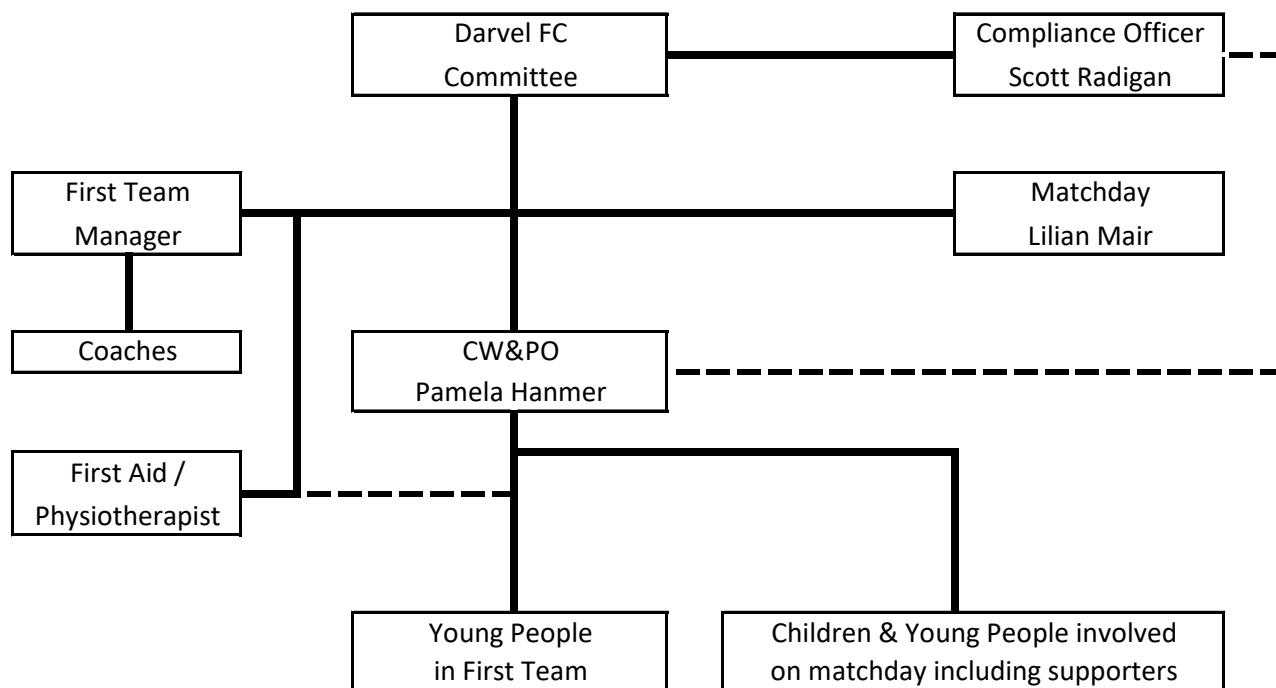 Darvel FC
Committee
Compliance Officer
Scott Radigan
First Team
Manager
Matchday
Lilian Mair
Coaches
CW&PO
Pamela Hanmer
First Aid /
Physiotherapist
Young People
in First Team
Children & Young People involved
on matchday including supporters